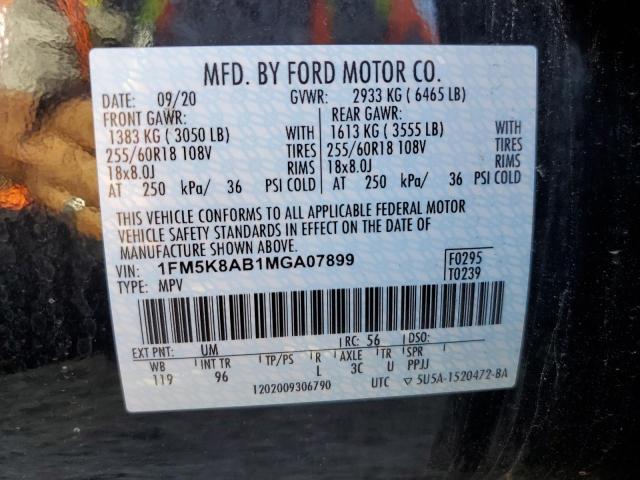 MFD. BY FORD MOTOR CO.
DATE: 09/20 GVWR: 2933 KG ( 6465 LB)
FRONT GAWR: REAR GAWR:
1383 KG ( 3050 LB) WITH 1613 KG ( 3555 LB) WITH
255/60R18 108V TIRES 255/60R18 108V TIRES
18x8.0J RIMS 18x8.0J RIMS
AT 250 kPa/ 36 PSI COLD AT 250 kPa/ 36 PSI COLD
THIS VEHICLE CONFORMS TO ALL APPLICABLE FEDERAL MOTOR
VEHICLE SAFETY STANDARDS IN EFFECT ON THE DATE OF
MANUFACTURE SHOWN ABOVE.
VIN: 1FM5K8AB1MGA07899 F0295
TYPE: MPV T0239
EXT PNT: UM RC: 56 DSO:
WB INT TR TP/PS R AXLE TR SPR
119 96 L 3C U PPJJ
1202009306790 UTC ▽ 5U5A-1520472-BA